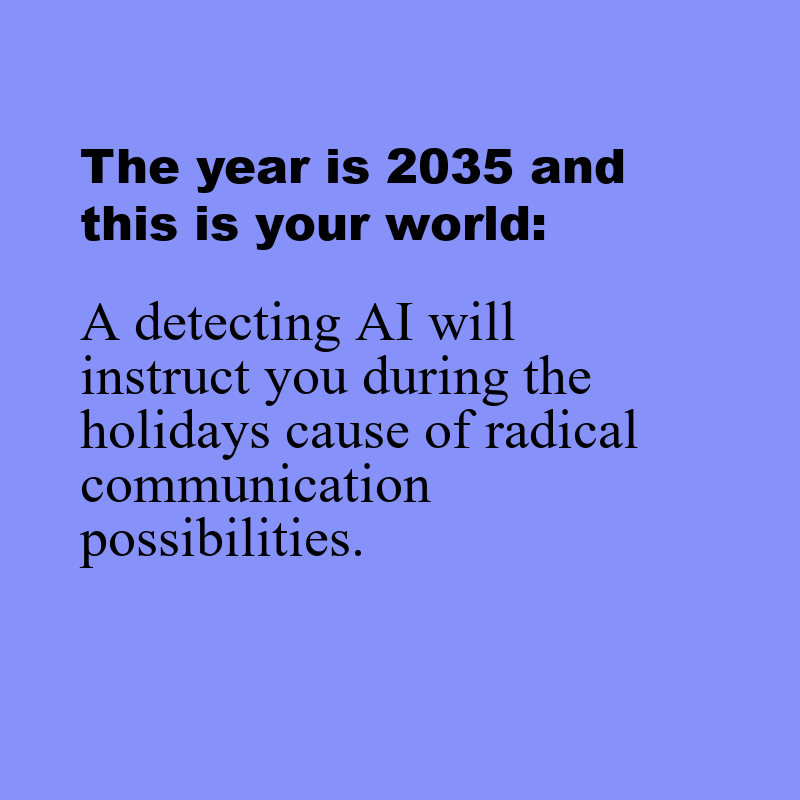 The year is 2035 and
this is your world:
A detecting AI will
instruct you during the
holidays cause of radical
communication
possibilities.